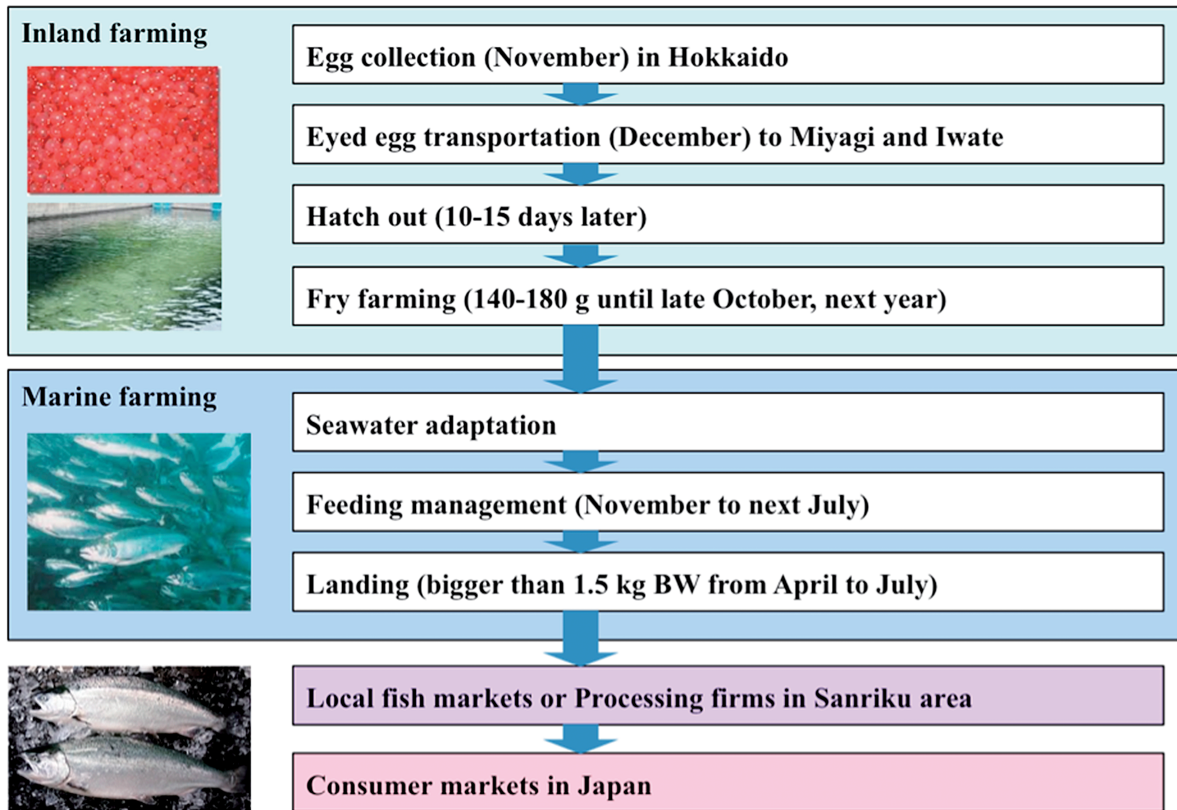 Inland farming
Egg collection (November) in Hokkaido
Eyed egg transportation (December) to Miyagi and Iwate
Hatch out (10-15 days later)
Fry farming (140-180 g until late October, next year)
Marine farming
Seawater adaptation
Feeding management (November to next July)
Landing (bigger than 1.5 kg BW from April to July)
Local fish markets or Processing firms in Sanriku area
Consumer markets in Japan